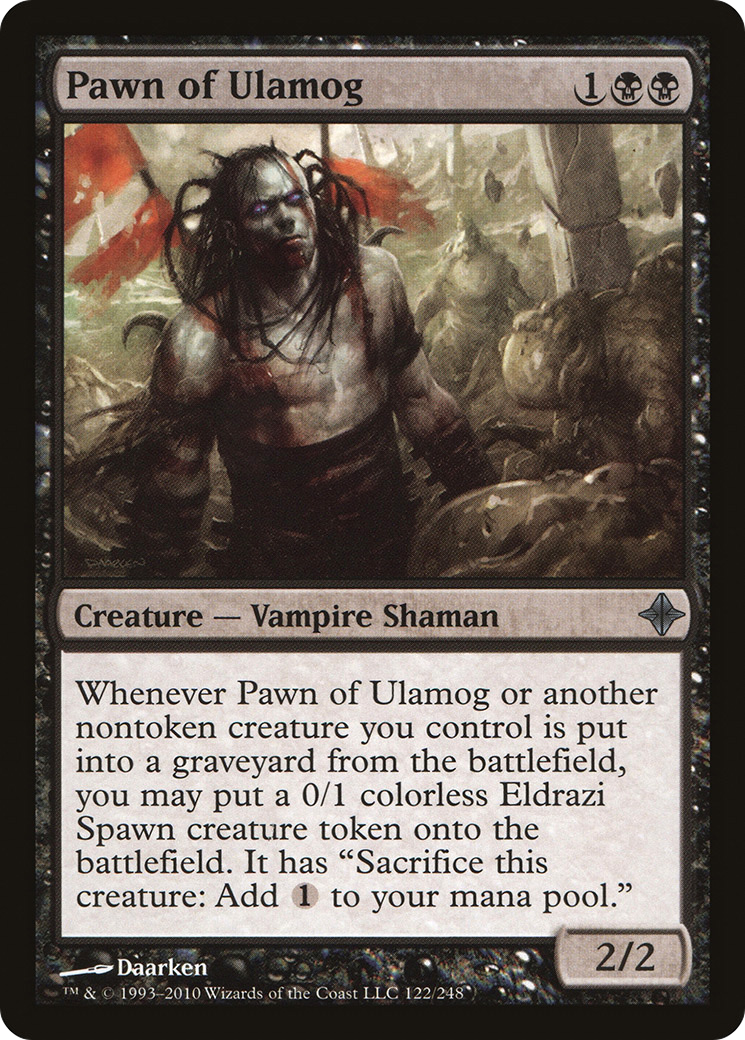 Pawn of Ulamog 1
DAARKEN
Creature — Vampire Shaman
Whenever Pawn of Ulamog or another
nontoken creature you control is put
into a graveyard from the battlefield,
you may put a 0/1 colorless Eldrazi
Spawn creature token onto the
battlefield. It has “Sacrifice this
creature: Add 1 to your mana pool.”
2/2
Daarken
™ & © 1993–2010 Wizards of the Coast LLC 122/248